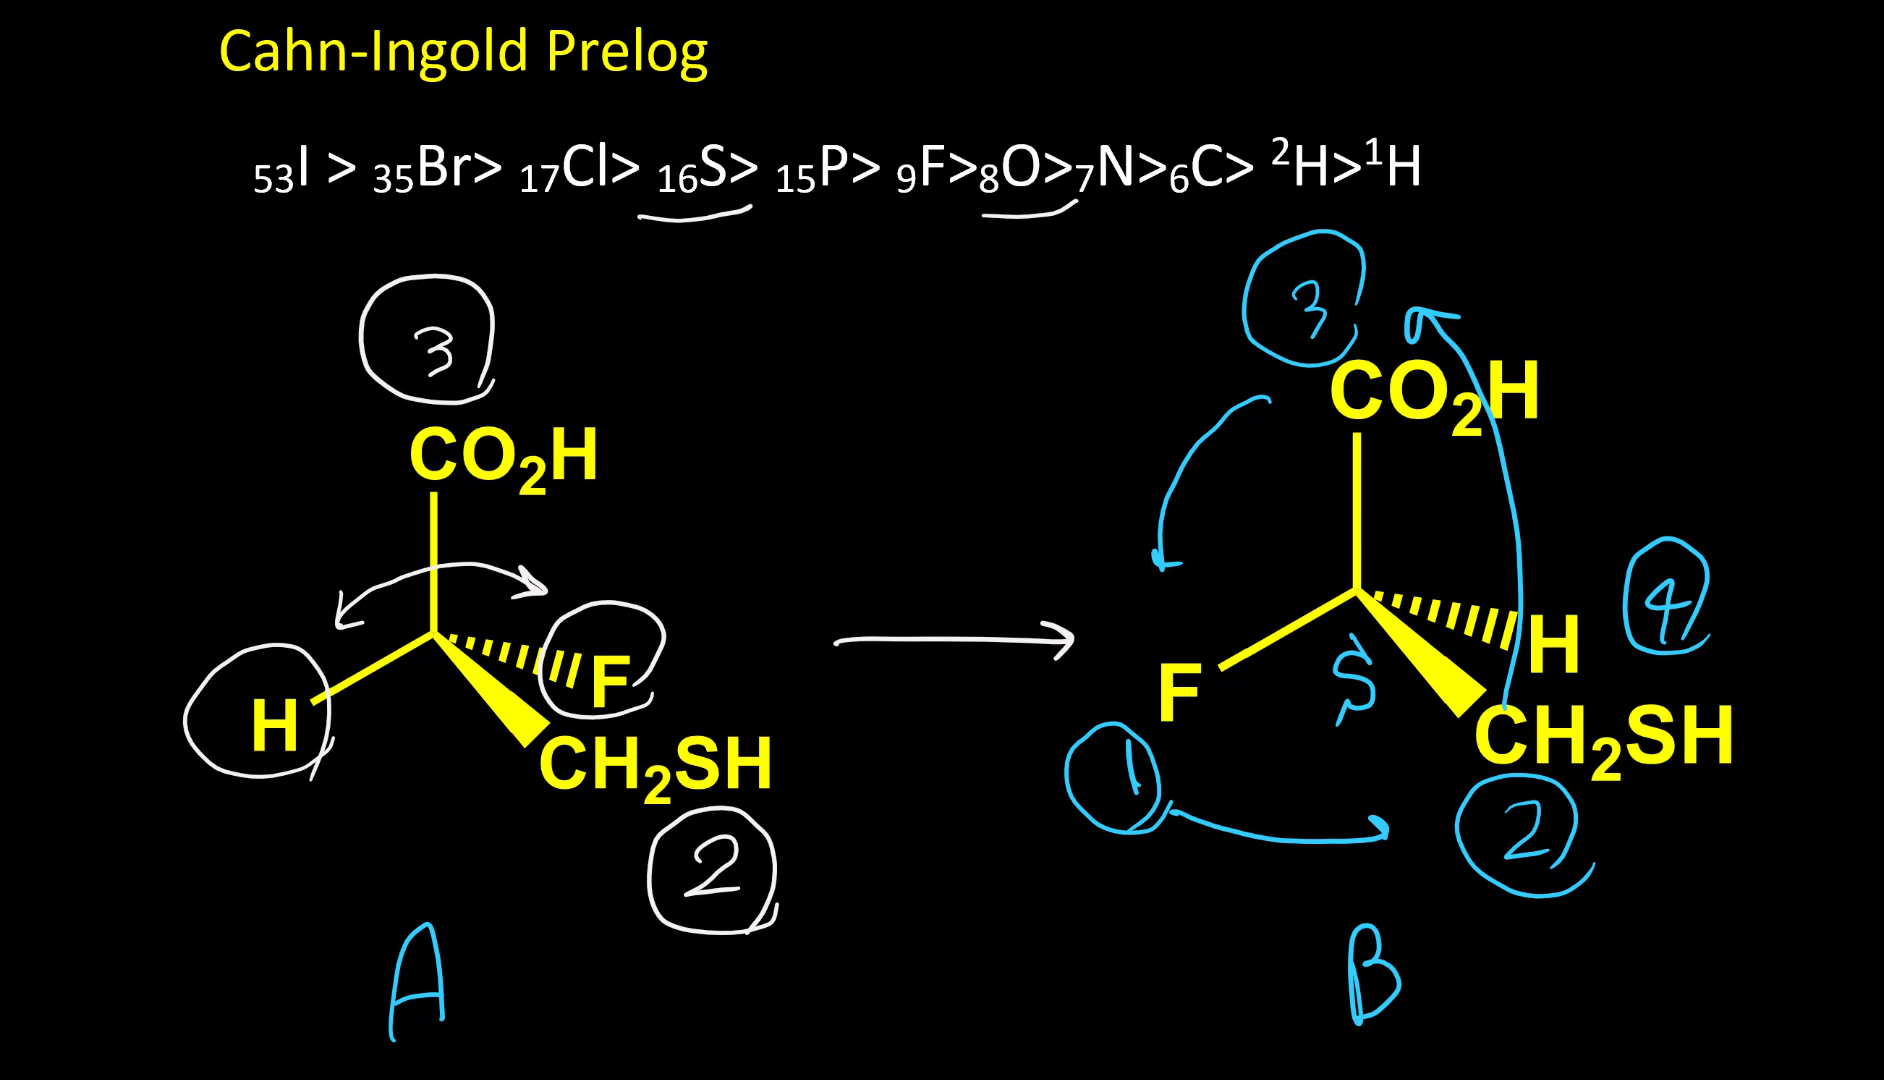 Cahn-Ingold Prelog
₅₃I > ₃₅Br> ₁₇Cl> ₁₆S> ₁₅P> ₉F>₈O>₇N>₆C> ²H>¹H
3
3
CO₂H
CO₂H
4
H
F
H
S
F
CH₂SH
CH₂SH
1
2
2
A
B